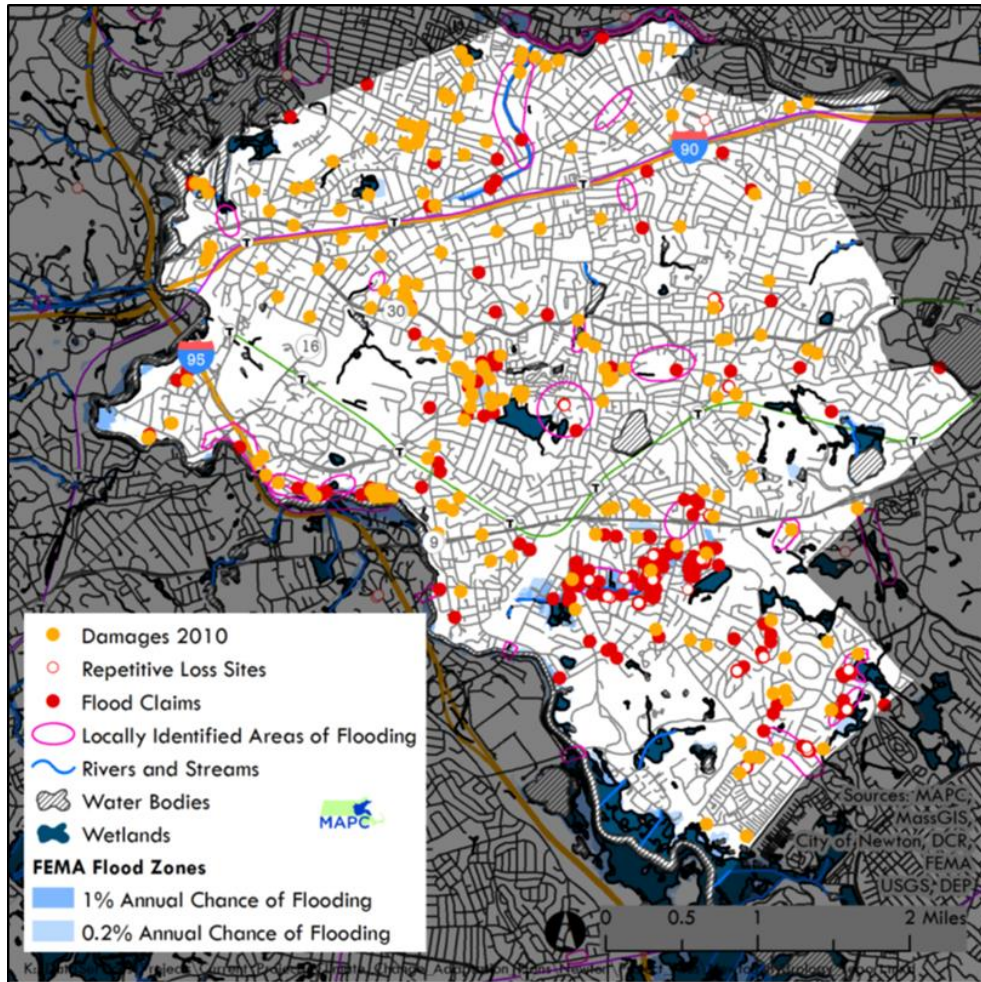 90
30
16
95
9
T
T
T
T
T
T
T
T
T
T
Damages 2010
Repetitive Loss Sites
Flood Claims
Locally Identified Areas of Flooding
Rivers and Streams
Water Bodies
MAPC
Wetlands
FEMA Flood Zones
1% Annual Chance of Flooding
0.2% Annual Chance of Flooding
Sources: MAPC,
MassGIS,
City of Newton, DCR,
FEMA
USGS, DEP
0 0.5 1 2 Miles